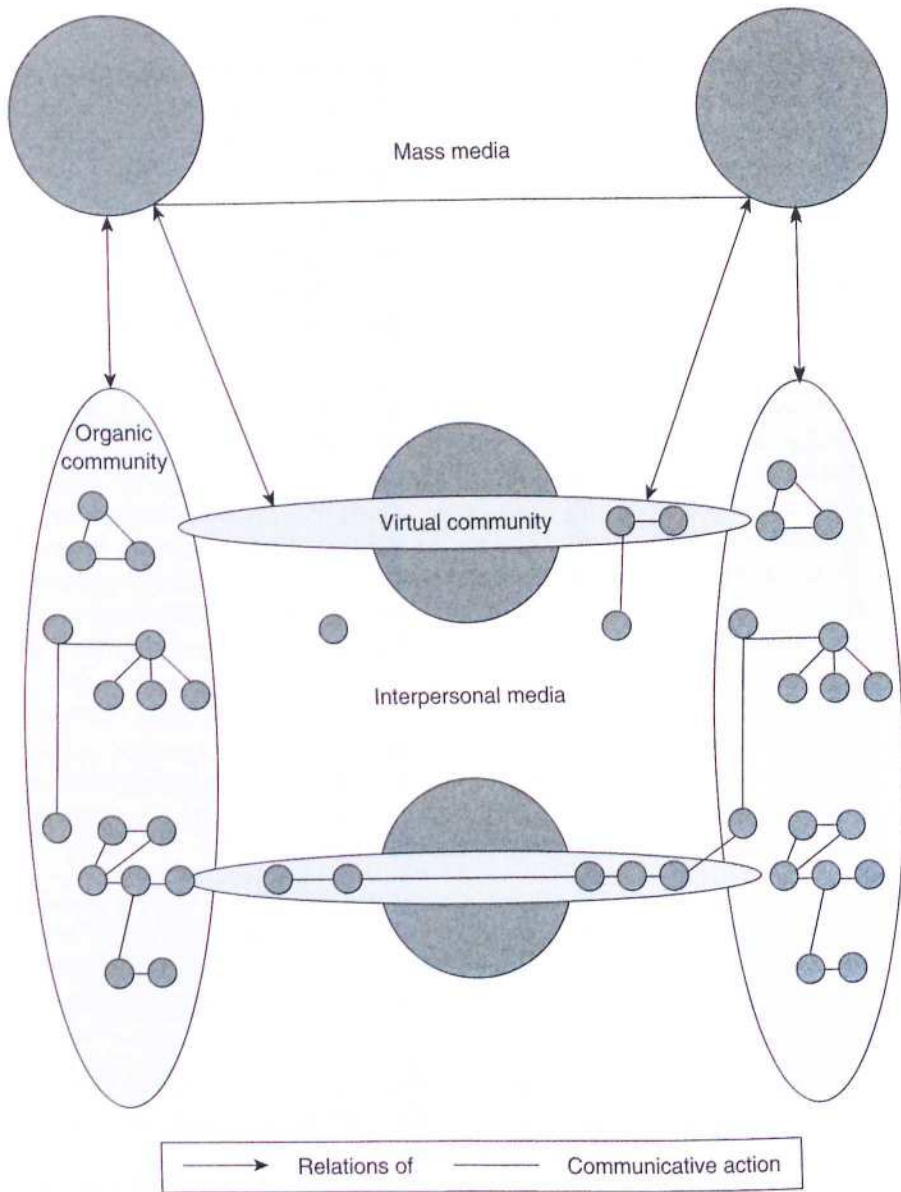 Mass media
Organic
community
Virtual community
Interpersonal media
Relations of
Communicative action